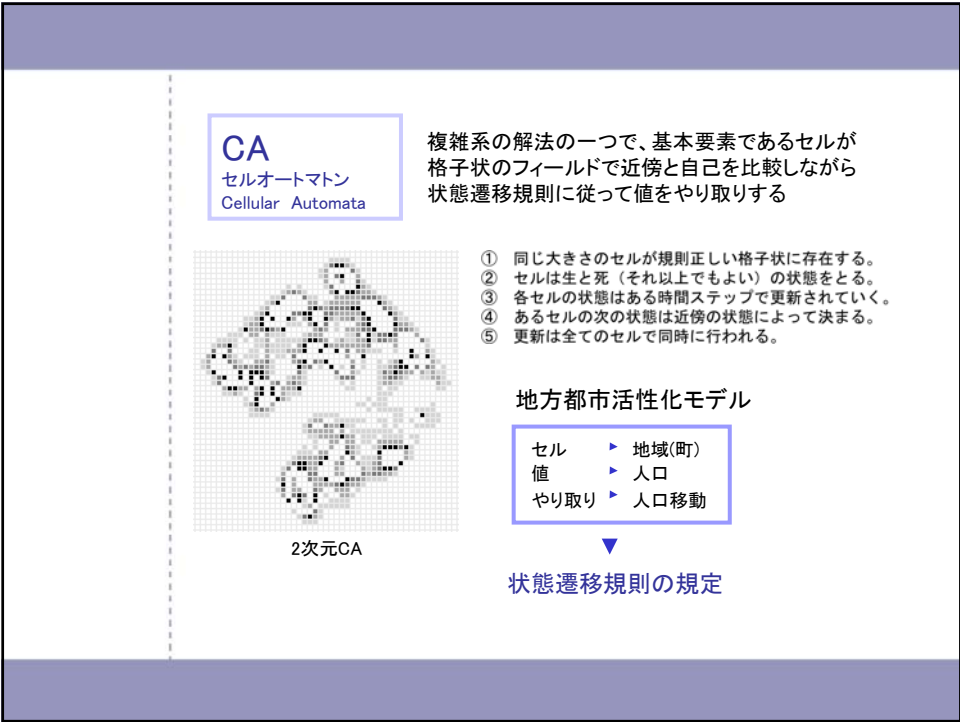 CA
セルオートマトン
Cellular Automata
複雑系の解法の一つで、基本要素であるセルが
格子状のフィールドで近傍と自己を比較しながら
状態遷移規則に従って値をやり取りする
① 同じ大きさのセルが規則正しい格子状に存在する。
② セルは生と死（それ以上でもよい）の状態をとる。
③ 各セルの状態はある時間ステップで更新されていく。
④ あるセルの次の状態は近傍の状態によって決まる。
⑤ 更新は全てのセルで同時に行われる。
2次元CA
地方都市活性化モデル
セル ► 地域(町)
値 ► 人口
やり取り ► 人口移動
▼
状態遷移規則の規定